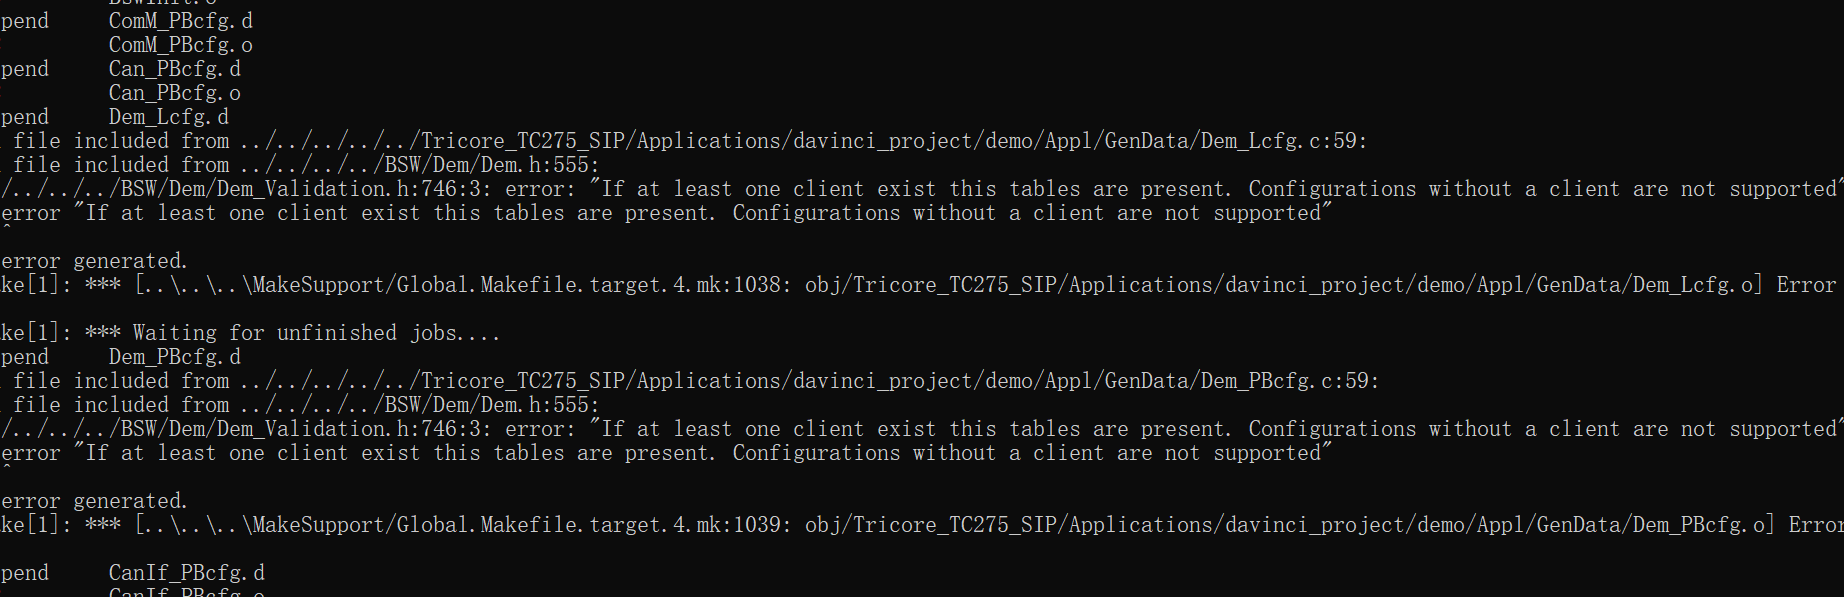 pend     ComM_PBcfg.d
ComM_PBcfg.o
pend     Can_PBcfg.d
Can_PBcfg.o
pend     Dem_Lcfg.d
file included from ../../../../../Tricore_TC275_SIP/Applications/davinci_project/demo/Appl/GenData/Dem_Lcfg.c:59:
file included from ../../../../BSW/Dem/Dem.h:555:
/../../../BSW/Dem/Dem_Validation.h:746:3: error: "If at least one client exist this tables are present. Configurations without a client are not supported"
error "If at least one client exist this tables are present. Configurations without a client are not supported"
^
error generated.
ke[1]: *** [..\..\..\MakeSupport/Global.Makefile.target.4.mk:1038: obj/Tricore_TC275_SIP/Applications/davinci_project/demo/Appl/GenData/Dem_Lcfg.o] Error
ke[1]: *** Waiting for unfinished jobs....
pend     Dem_PBcfg.d
file included from ../../../../../Tricore_TC275_SIP/Applications/davinci_project/demo/Appl/GenData/Dem_PBcfg.c:59:
file included from ../../../../BSW/Dem/Dem.h:555:
/../../../BSW/Dem/Dem_Validation.h:746:3: error: "If at least one client exist this tables are present. Configurations without a client are not supported"
error "If at least one client exist this tables are present. Configurations without a client are not supported"
^
error generated.
ke[1]: *** [..\..\..\MakeSupport/Global.Makefile.target.4.mk:1039: obj/Tricore_TC275_SIP/Applications/davinci_project/demo/Appl/GenData/Dem_PBcfg.o] Error
pend     CanIf_PBcfg.d
CanIf_PBcfg.o